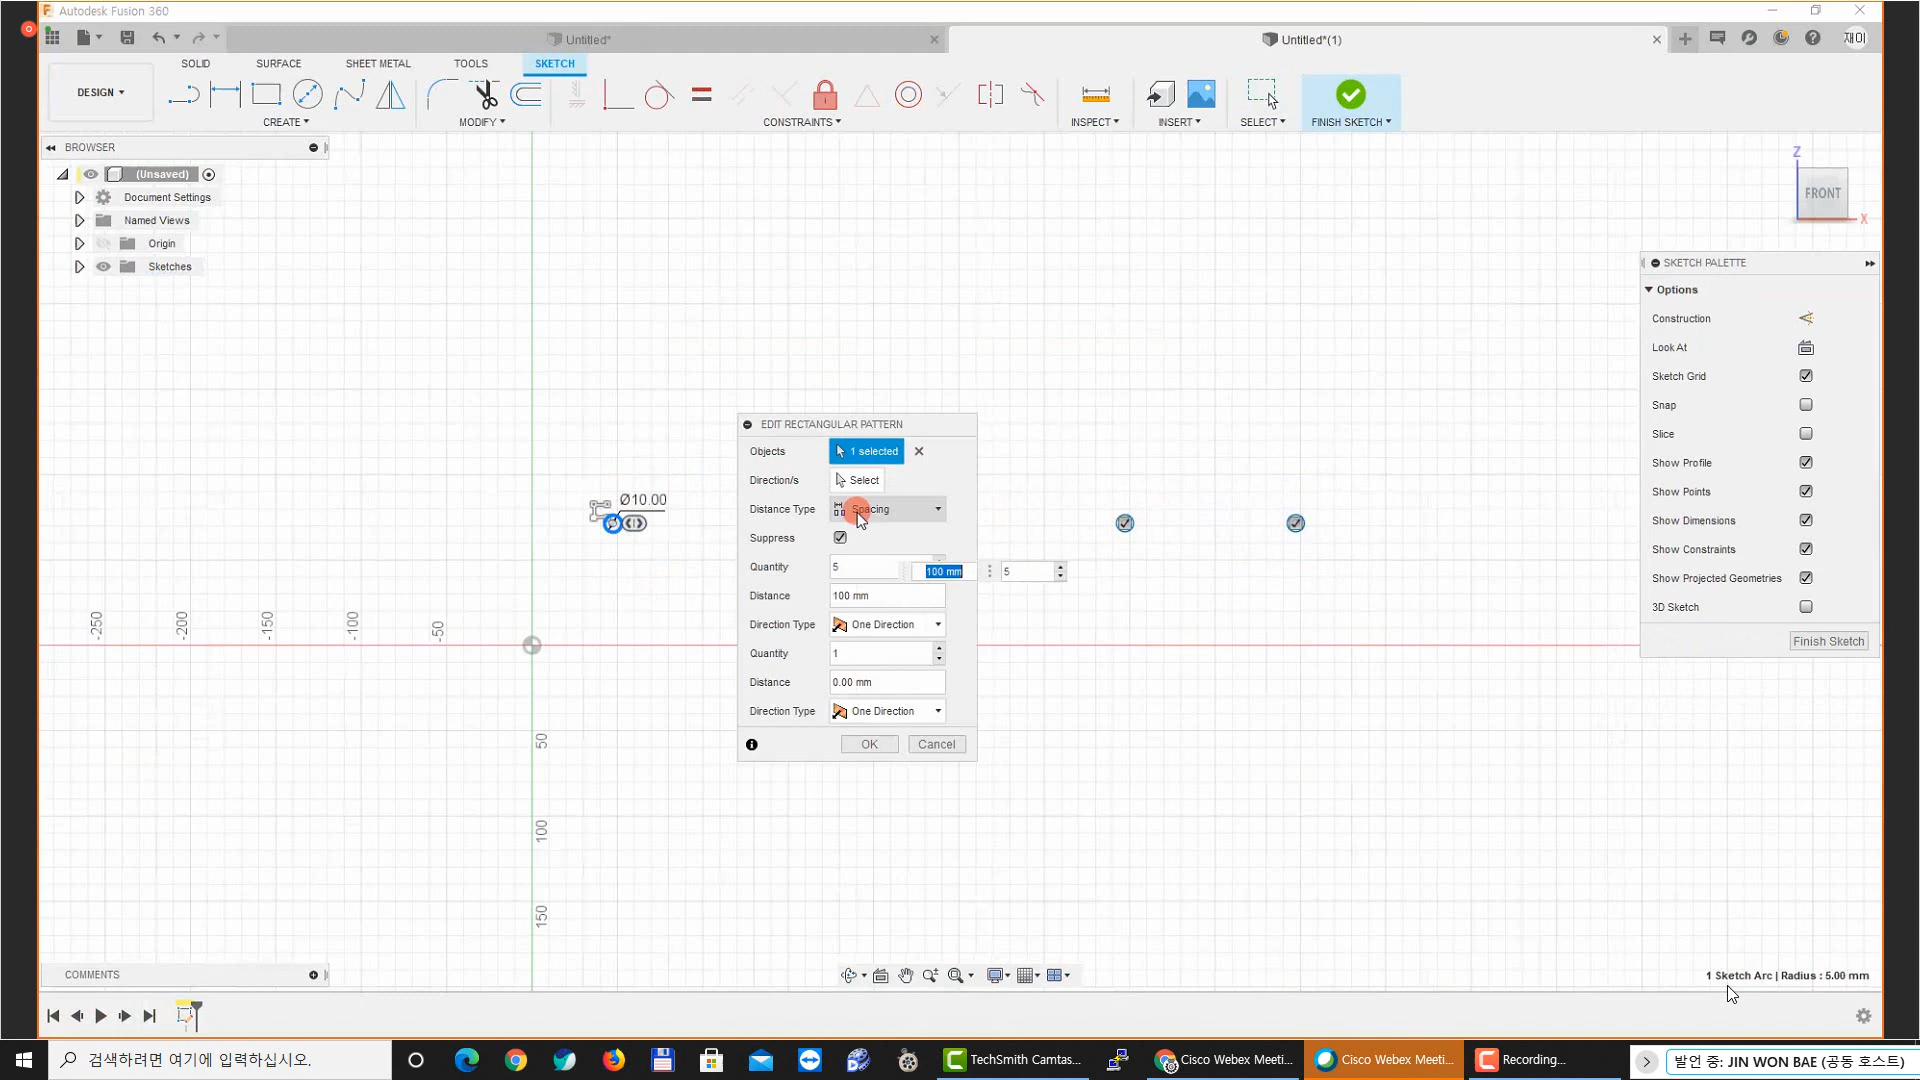 Autodesk Fusion 360
Untitled*
Untitled*(1)
재이
DESIGN
SOLID
SURFACE
SHEET METAL
TOOLS
SKETCH
CREATE
MODIFY
CONSTRAINTS
INSPECT
INSERT
SELECT
FINISH SKETCH
BROWSER
(Unsaved)
Document Settings
Named Views
Origin
Sketches
Z
FRONT
X
SKETCH PALETTE
Options
Construction
Look At
Sketch Grid
Snap
Slice
Show Profile
Show Points
Show Dimensions
Show Constraints
Show Projected Geometries
3D Sketch
Finish Sketch
Ø10.00
EDIT RECTANGULAR PATTERN
Objects 1 selected
Direction/s Select
Distance Type Spacing
Suppress
Quantity 5
100 mm 5
Distance 100 mm
Direction Type One Direction
Quantity 1
Distance 0.00 mm
Direction Type One Direction
OK Cancel
-250
-150
-100
-50
50
100
150
COMMENTS
1 Sketch Arc | Radius : 5.00 mm
검색하려면 여기에 입력하십시오.
TechSmith Camtas...
Cisco Webex Meeti...
Cisco Webex Meeti...
Recording...
발언 중: JIN WON BAE (공동 호스트)